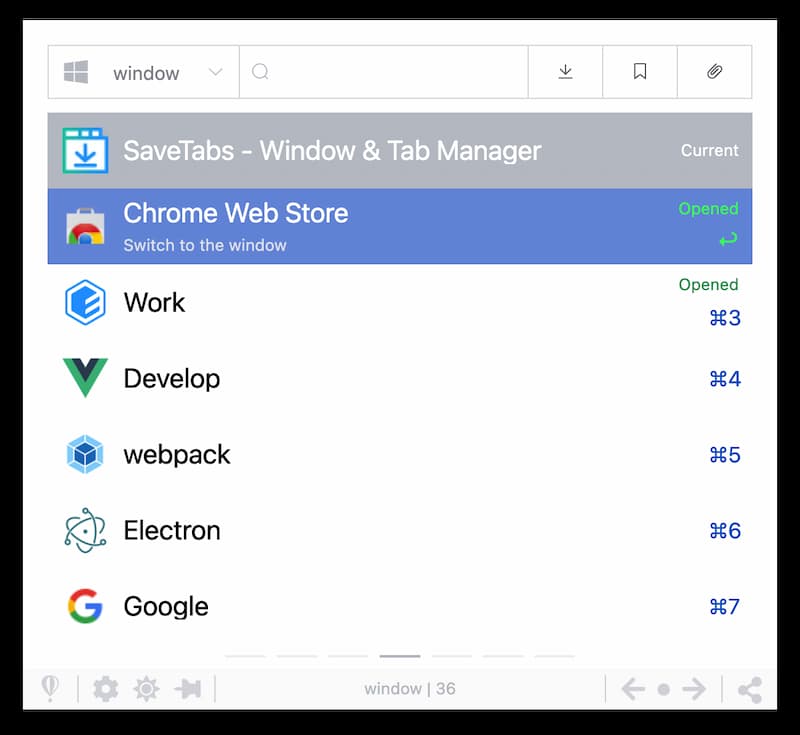 window
SaveTabs - Window & Tab Manager
Current
Chrome Web Store
Opened
Switch to the window
Work
Opened
⌘3
Develop
⌘4
webpack
⌘5
Electron
⌘6
Google
⌘7
window | 36